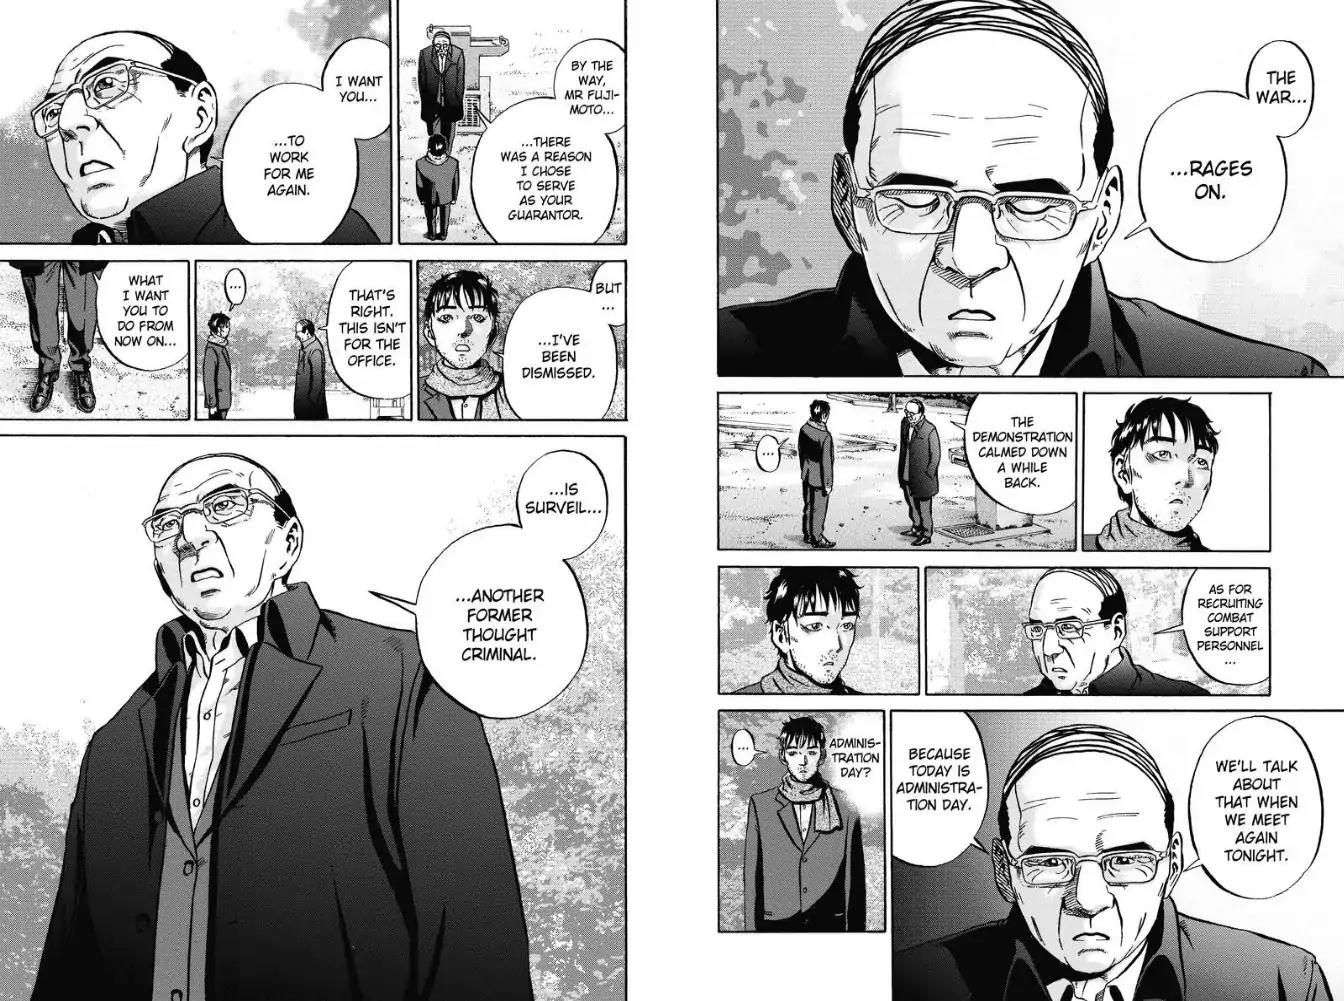 THE
WAR...
...RAGES
ON.
THE
DEMONSTRATION
CALMED DOWN
A WHILE
BACK.
...
AS FOR
RECRUITING
COMBAT
SUPPORT
PERSONNEL
...
WE'LL TALK
ABOUT
THAT WHEN
WE MEET
AGAIN
TONIGHT.
BECAUSE
TODAY IS
ADMINISTRA-
TION DAY.
ADMINIS-
TRATION
DAY?
...
BY THE
WAY,
MR FUJI-
MOTO...
...THERE
WAS A REASON
I CHOSE
TO SERVE
AS YOUR
GUARANTOR.
I WANT
YOU...
...TO
WORK
FOR ME
AGAIN.
BUT
...
I'VE
BEEN
DISMISSED.
THAT'S
RIGHT.
THIS ISN'T
FOR THE
OFFICE.
...
WHAT
I WANT
YOU TO
DO FROM
NOW ON...
...IS
SURVEIL...
...ANOTHER
FORMER
THOUGHT
CRIMINAL.